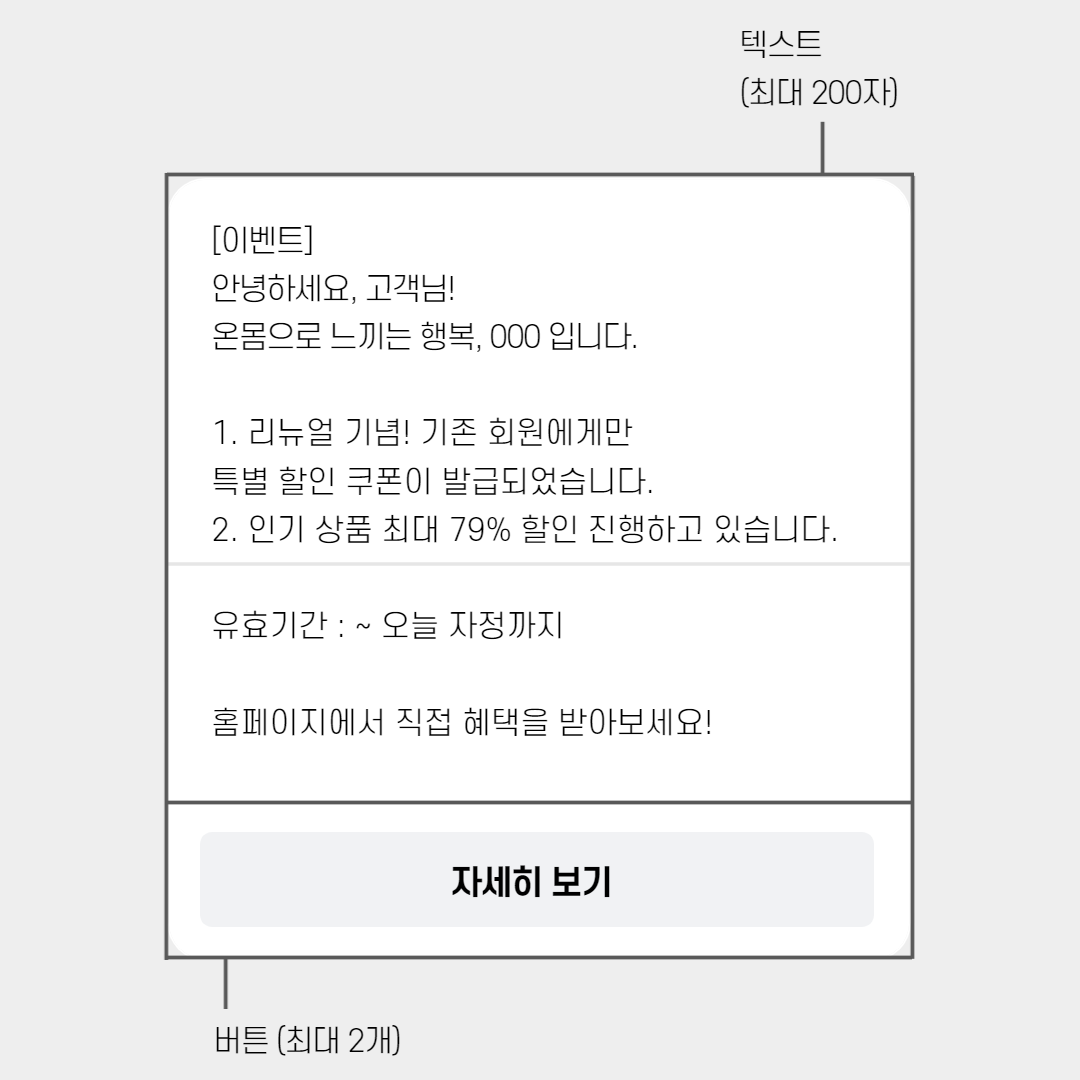 텍스트
(최대 200자)
[이벤트]
안녕하세요, 고객님!
온몸으로 느끼는 행복, 000 입니다.
1. 리뉴얼 기념! 기존 회원에게만
특별 할인 쿠폰이 발급되었습니다.
2. 인기 상품 최대 79% 할인 진행하고 있습니다.
유효기간 : ~ 오늘 자정까지
홈페이지에서 직접 혜택을 받아보세요!
자세히 보기
버튼 (최대 2개)